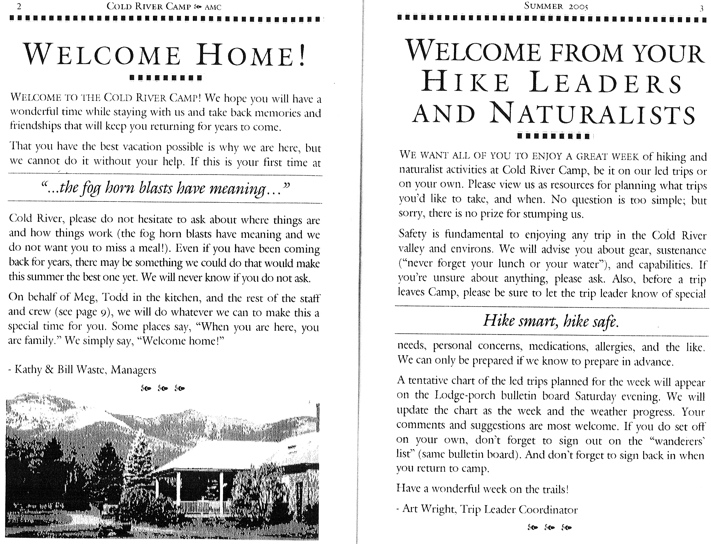 2 COLD RIVER CAMP AMC
WELCOME HOME!
WELCOME TO THE COLD RIVER CAMP! We hope you will have a
wonderful time while staying with us and take back memories and
friendships that will keep you returning for years to come.
That you have the best vacation possible is why we are here, but
we cannot do it without your help. If this is your first time at
“...the fog horn blasts have meaning...”
Cold River, please do not hesitate to ask about where things are
and how things work (the fog horn blasts have meaning and we
do not want you to miss a meal!). Even if you have been coming
back for years, there may be something we could do that would make
this summer the best one yet. We will never know if you do not ask.
On behalf of Meg, Todd in the kitchen, and the rest of the staff
and crew (see page 9), we will do whatever we can to make this a
special time for you. Some places say, “When you are here, you
are family.” We simply say, “Welcome home!”
- Kathy & Bill Waste, Managers
SUMMER 2005 3
WELCOME FROM YOUR
HIKE LEADERS
AND NATURALISTS
WE WANT ALL OF YOU TO ENJOY A GREAT WEEK of hiking and
naturalist activities at Cold River Camp, be it on our led trips or
on your own. Please view us as resources for planning what trips
you’d like to take, and when. No question is too simple; but
sorry, there is no prize for stumping us.
Safety is fundamental to enjoying any trip in the Cold River
valley and environs. We will advise you about gear, sustenance
(“never forget your lunch or your water”), and capabilities. If
you’re unsure about anything, please ask. Also, before a trip
leaves Camp, please be sure to let the trip leader know of special
Hike smart, hike safe.
needs, personal concerns, medications, allergies, and the like.
We can only be prepared if we know to prepare in advance.
A tentative chart of the led trips planned for the week will appear
on the Lodge-porch bulletin board Saturday evening. We will
update the chart as the week and the weather progress. Your
comments and suggestions are most welcome. If you do set off
on your own, don’t forget to sign out on the “wanderers’
list” (same bulletin board). And don’t forget to sign back in when
you return to camp.
Have a wonderful week on the trails!
- Art Wright, Trip Leader Coordinator